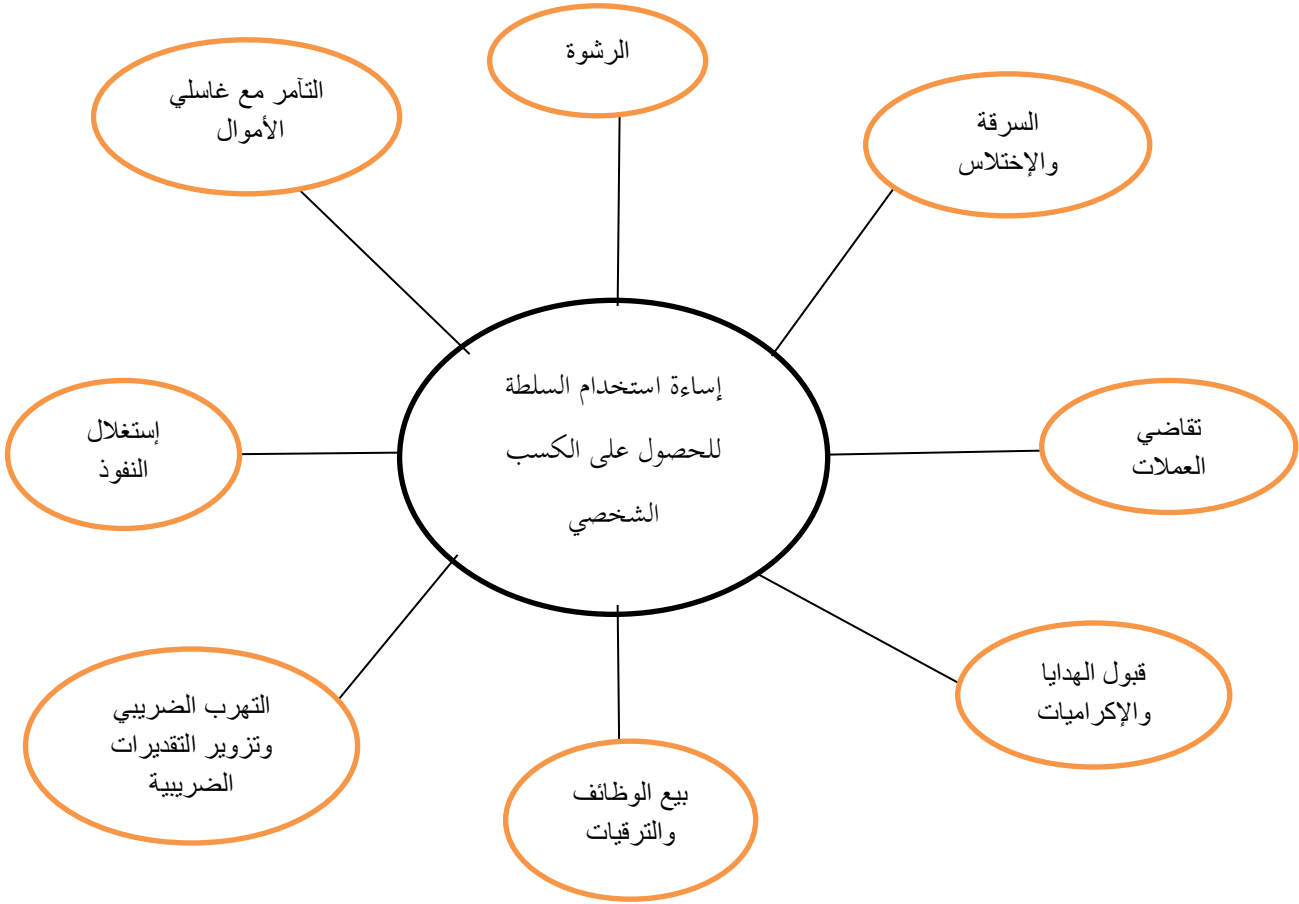 الرشوة
التآمر مع غاسلي
الأموال
السرقة
والإختلاس
إساءة استخدام السلطة
للحصول على الكسب
الشخصي
تقاضي
العملات
إستغلال
النفوذ
قبول الهدايا
والإكراميات
التهرب الضريبي
وتزوير التقديرات
الضريبية
بيع الوظائف
والترقيات